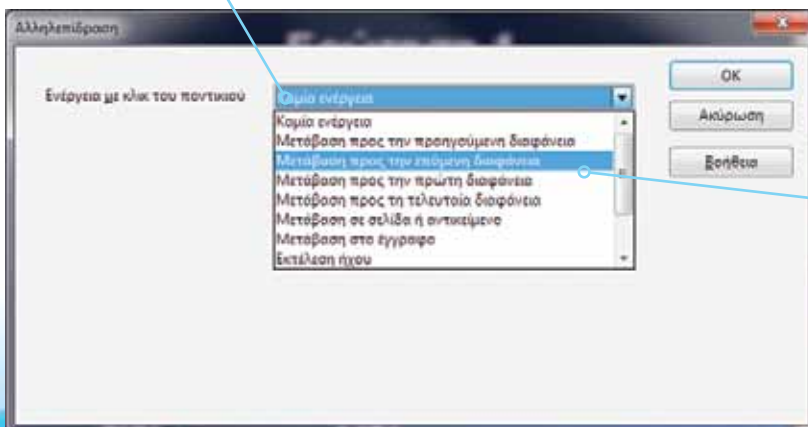 Αλληλεπίδραση
Ενέργεια με κλικ του ποντικιού
Καμία ενέργεια
OK
Καμία ενέργεια
Μετάβαση προς την προηγούμενη διαφάνεια
Μετάβαση προς την επόμενη διαφάνεια
Μετάβαση προς την πρώτη διαφάνεια
Μετάβαση προς τη τελευταία διαφάνεια
Μετάβαση σε σελίδα ή αντικείμενο
Μετάβαση στο έγγραφο
Εκτέλεση ήχου
Ακύρωση
Βοήθεια